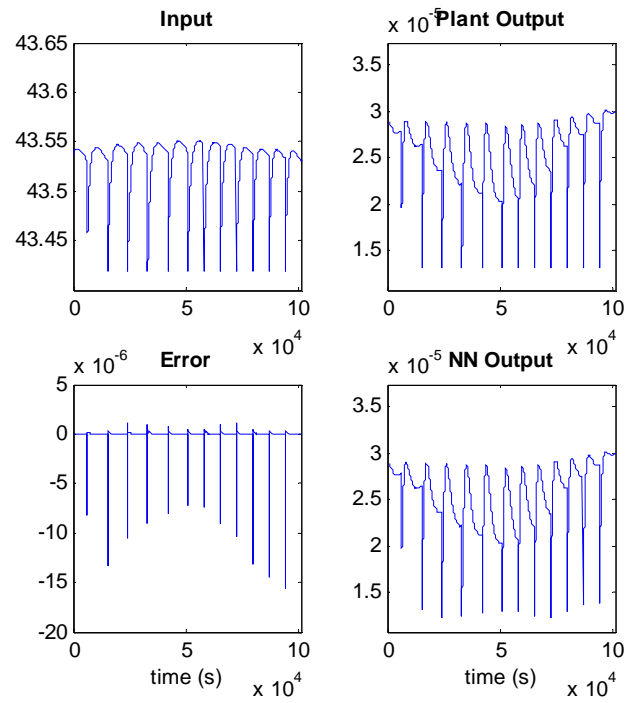 Input
43.65
43.6
43.55
43.5
43.45
0
5
10
x 10^4
x 10^-5
Plant Output
3.5
3
2.5
2
1.5
0
5
10
x 10^4
x 10^-6
Error
5
0
-5
-10
-15
-20
0
5
10
time (s)
x 10^4
x 10^-5
NN Output
3.5
3
2.5
2
1.5
0
5
10
time (s)
x 10^4